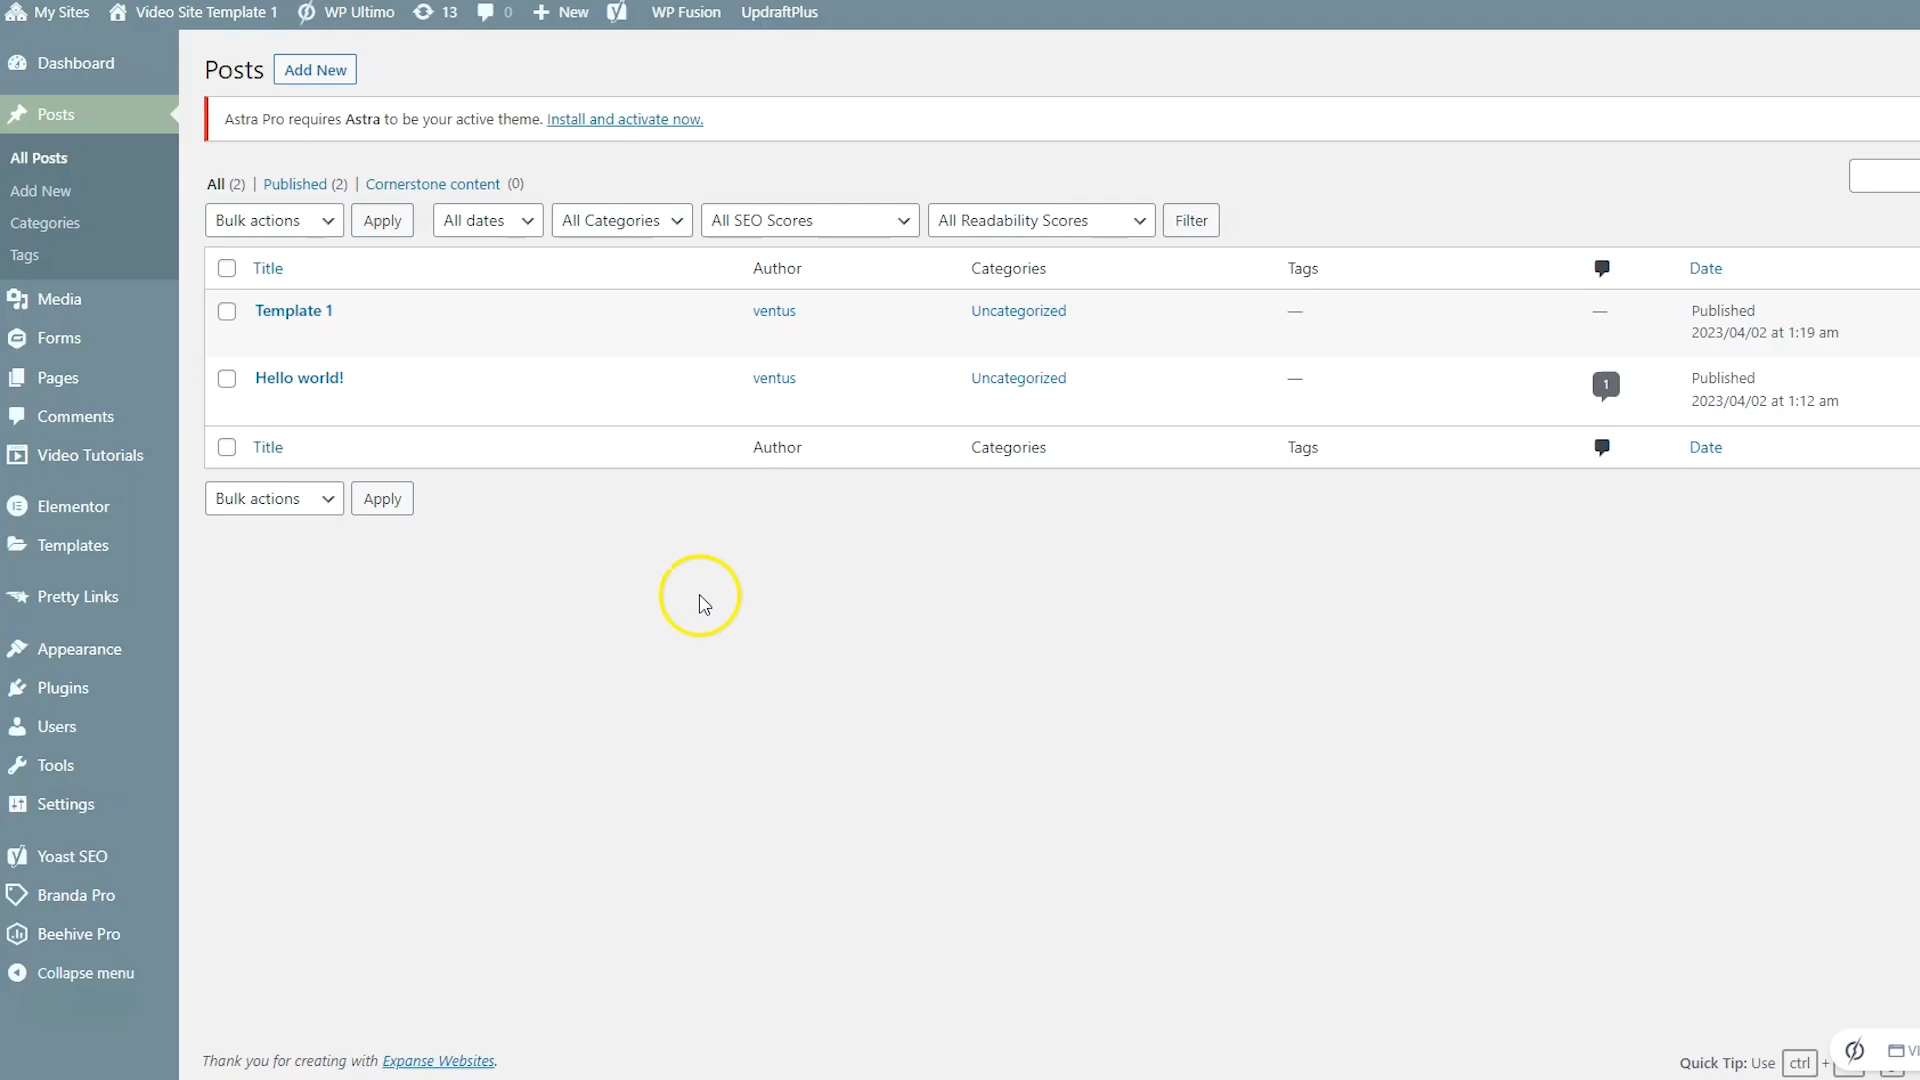 My Sites Video Site Template 1 WP Ultimo 13 0 New WP Fusion UpdraftPlus
Dashboard
Posts
All Posts
Add New
Categories
Tags
Media
Forms
Pages
Comments
Video Tutorials
Elementor
Templates
Pretty Links
Appearance
Plugins
Users
Tools
Settings
Yoast SEO
Branda Pro
Beehive Pro
Collapse menu
Posts Add New
Astra Pro requires Astra to be your active theme. Install and activate now.
All (2) | Published (2) | Cornerstone content (0)
Bulk actions Apply All dates All Categories All SEO Scores All Readability Scores Filter
Title Author Categories Tags Date
Template 1 ventus Uncategorized — — Published
2023/04/02 at 1:19 am
Hello world! ventus Uncategorized — 1 Published
2023/04/02 at 1:12 am
Title Author Categories Tags Date
Bulk actions Apply
Thank you for creating with Expanse Websites.
Quick Tip: Use ctrl +